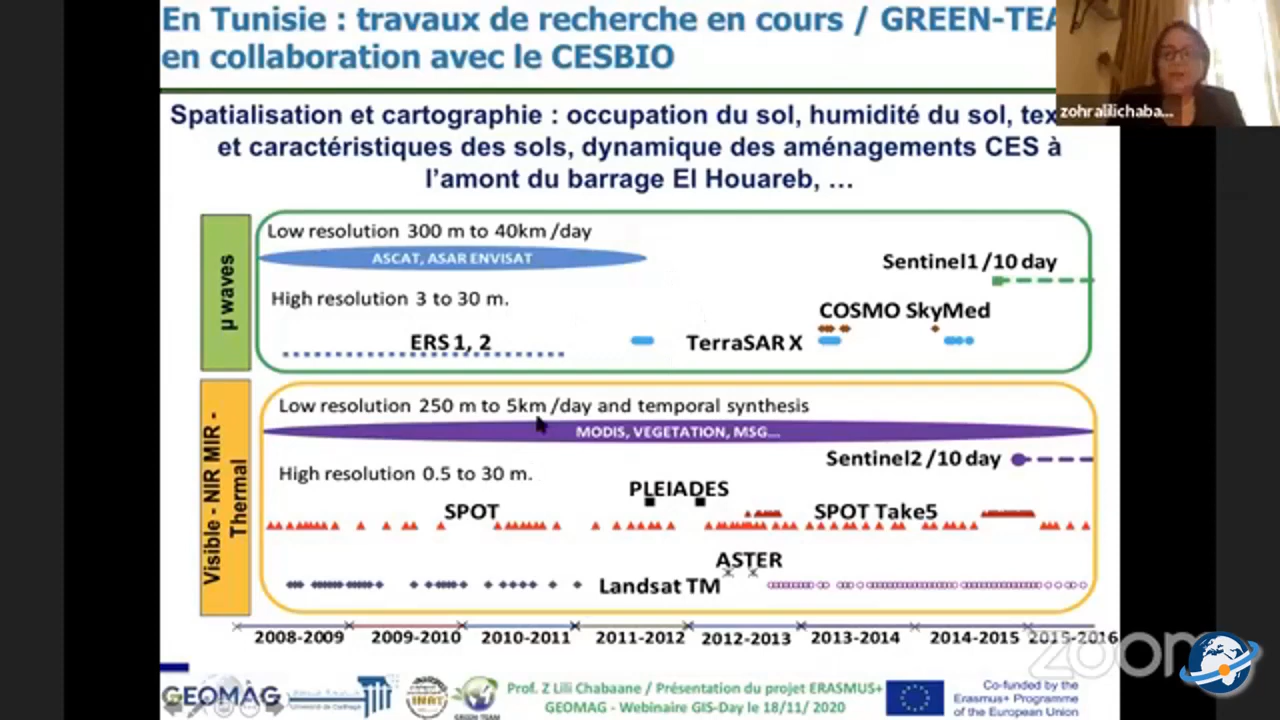 En Tunisie : travaux de recherche en cours / GREEN-TEA
en collaboration avec le CESBIO
zohralilichaba...
Spatialisation et cartographie : occupation du sol, humidité du sol, tex
et caractéristiques des sols, dynamique des aménagements CES à
l'amont du barrage El Houareb, ...
µ waves
Low resolution 300 m to 40km /day
ASCAT, ASAR ENVISAT
Sentinel1 /10 day
High resolution 3 to 30 m.
COSMO SkyMed
ERS 1, 2
TerraSAR X
Visible - NIR MIR -
Thermal
Low resolution 250 m to 5km /day and temporal synthesis
MODIS, VEGETATION, MSG...
Sentinel2 /10 day
High resolution 0.5 to 30 m.
PLEIADES
SPOT
SPOT Take5
ASTER
Landsat TM
2008-2009 2009-2010 2010-2011 2011-2012 2012-2013 2013-2014 2014-2015 2015-2016
zoom
GEOMAG
INAT
GREEN TEAM
Prof. Z Lili Chabaane / Présentation du projet ERASMUS+
GEOMAG - Webinaire GIS-Day le 18/11/ 2020
Co-funded by the
Erasmus+ Programme
of the European Union